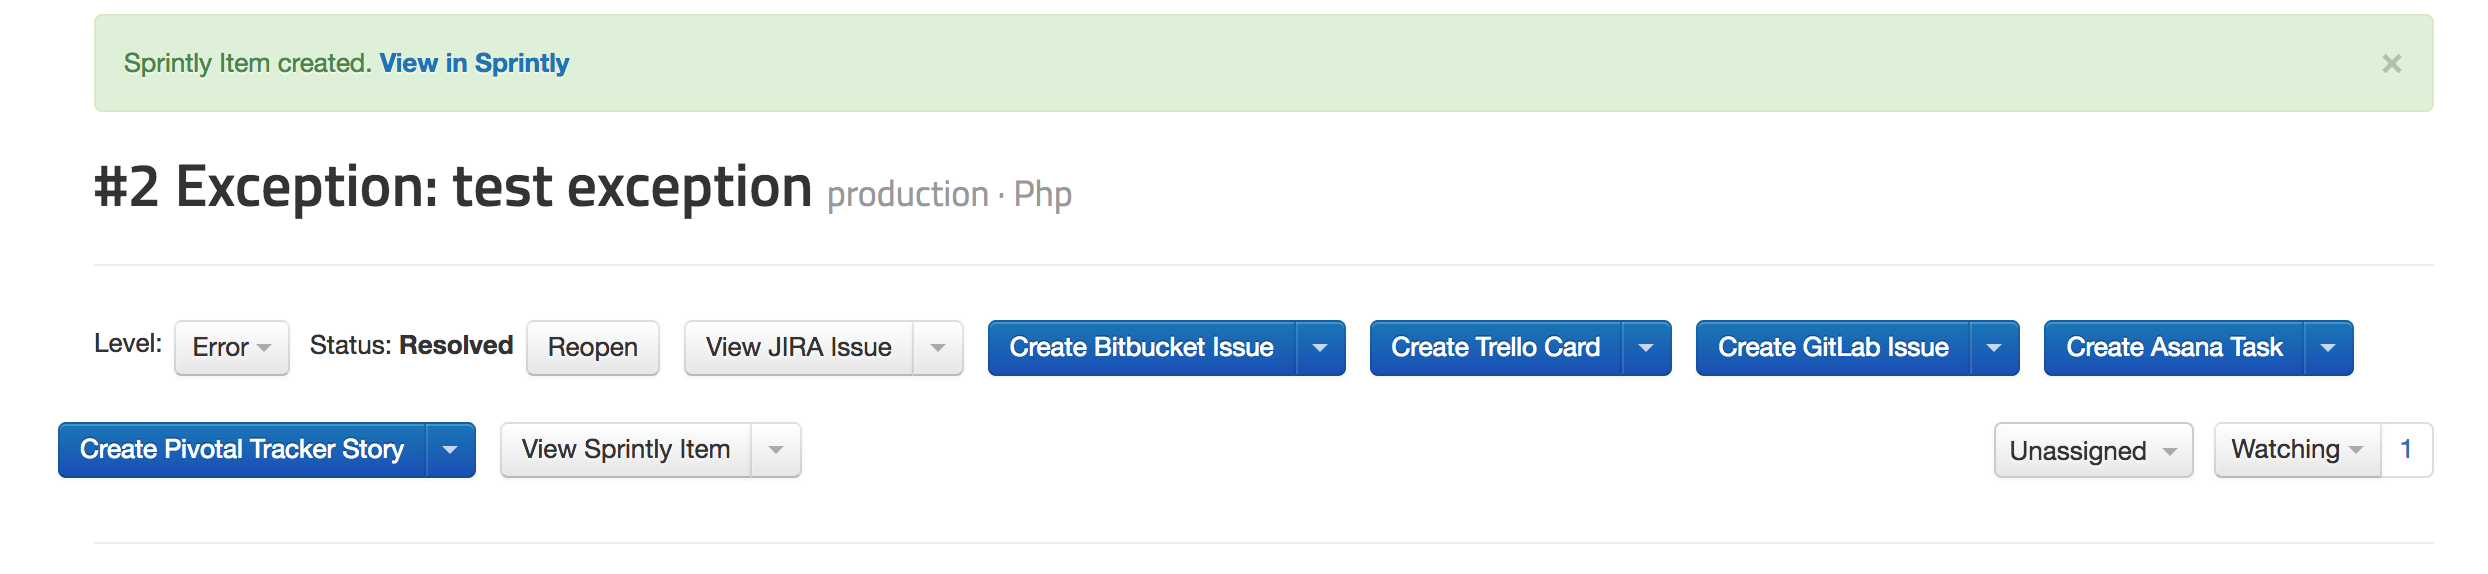 Sprintly Item created. View in Sprintly ×
#2 Exception: test exception production · Php
Level: Error Status: Resolved Reopen View JIRA Issue Create Bitbucket Issue Create Trello Card Create GitLab Issue Create Asana Task
Create Pivotal Tracker Story View Sprintly Item Unassigned Watching 1